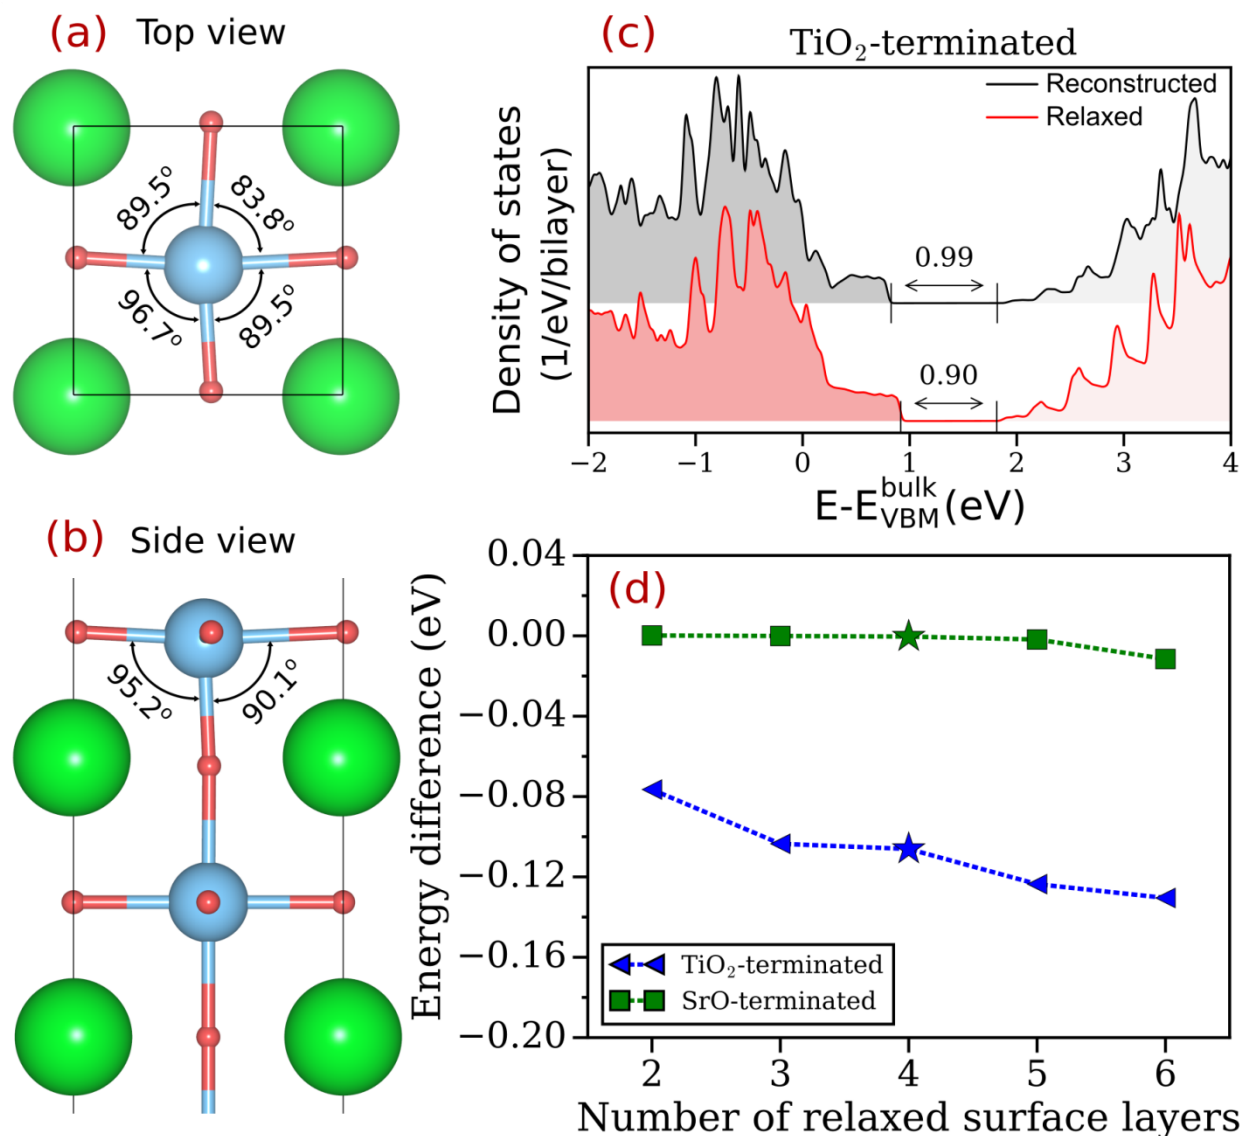 (a) Top view
89.5°
83.8°
96.7°
89.5°
(b) Side view
95.2°
90.1°
(c)
TiO₂-terminated
Reconstructed
Relaxed
0.99
0.90
Density of states
(1/eV/bilayer)
−2 −1 0 1 2 3 4
E-E^bulk_VBM (eV)
(d)
0.04
0.00
−0.04
−0.08
−0.12
−0.16
−0.20
Energy difference (eV)
TiO₂-terminated
SrO-terminated
2 3 4 5 6
Number of relaxed surface layers